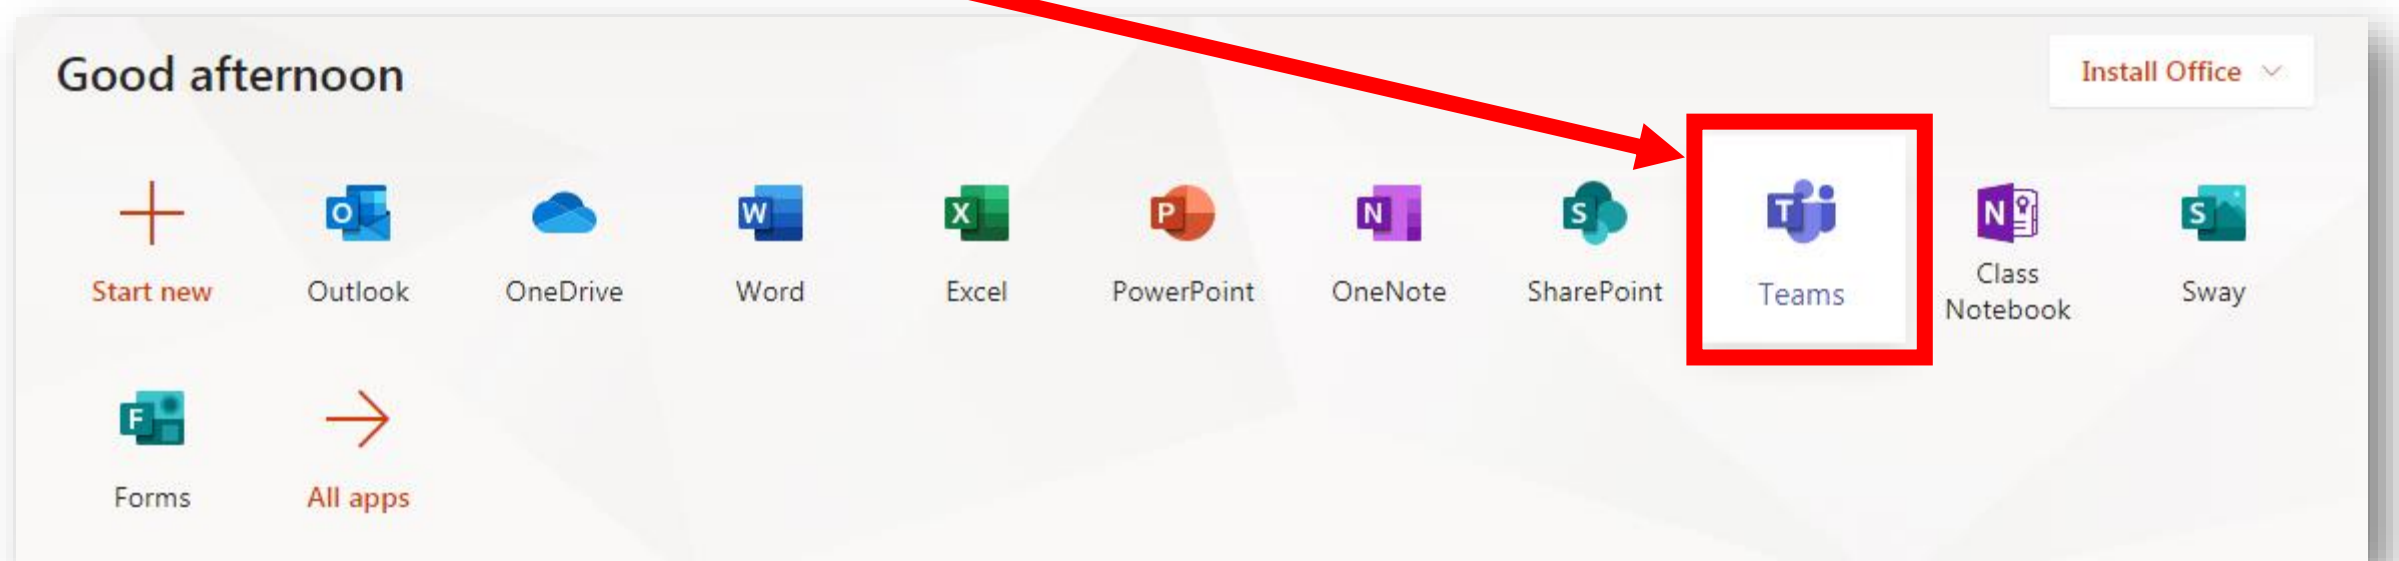 Good afternoon
Install Office
Start new
Outlook
OneDrive
Word
Excel
PowerPoint
OneNote
SharePoint
Teams
Class
Notebook
Sway
Forms
All apps